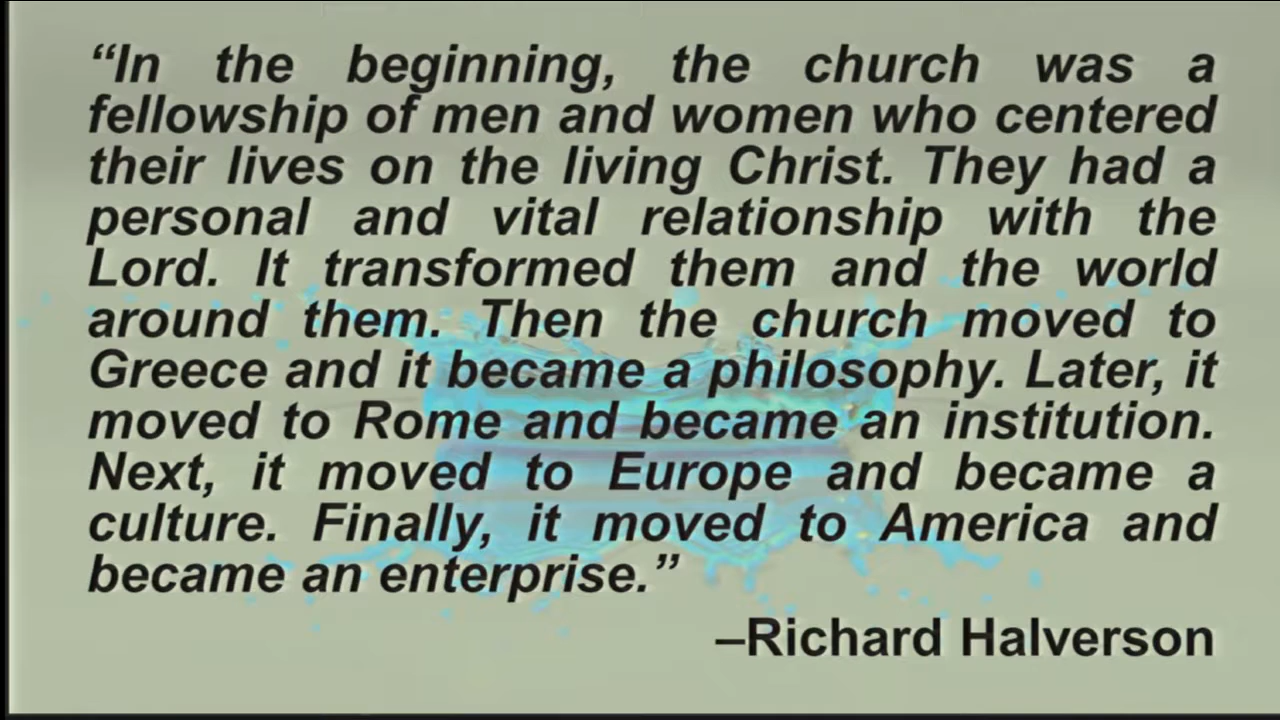 “In the beginning, the church was a
fellowship of men and women who centered
their lives on the living Christ. They had a
personal and vital relationship with the
Lord. It transformed them and the world
around them. Then the church moved to
Greece and it became a philosophy. Later, it
moved to Rome and became an institution.
Next, it moved to Europe and became a
culture. Finally, it moved to America and
became an enterprise.”
–Richard Halverson